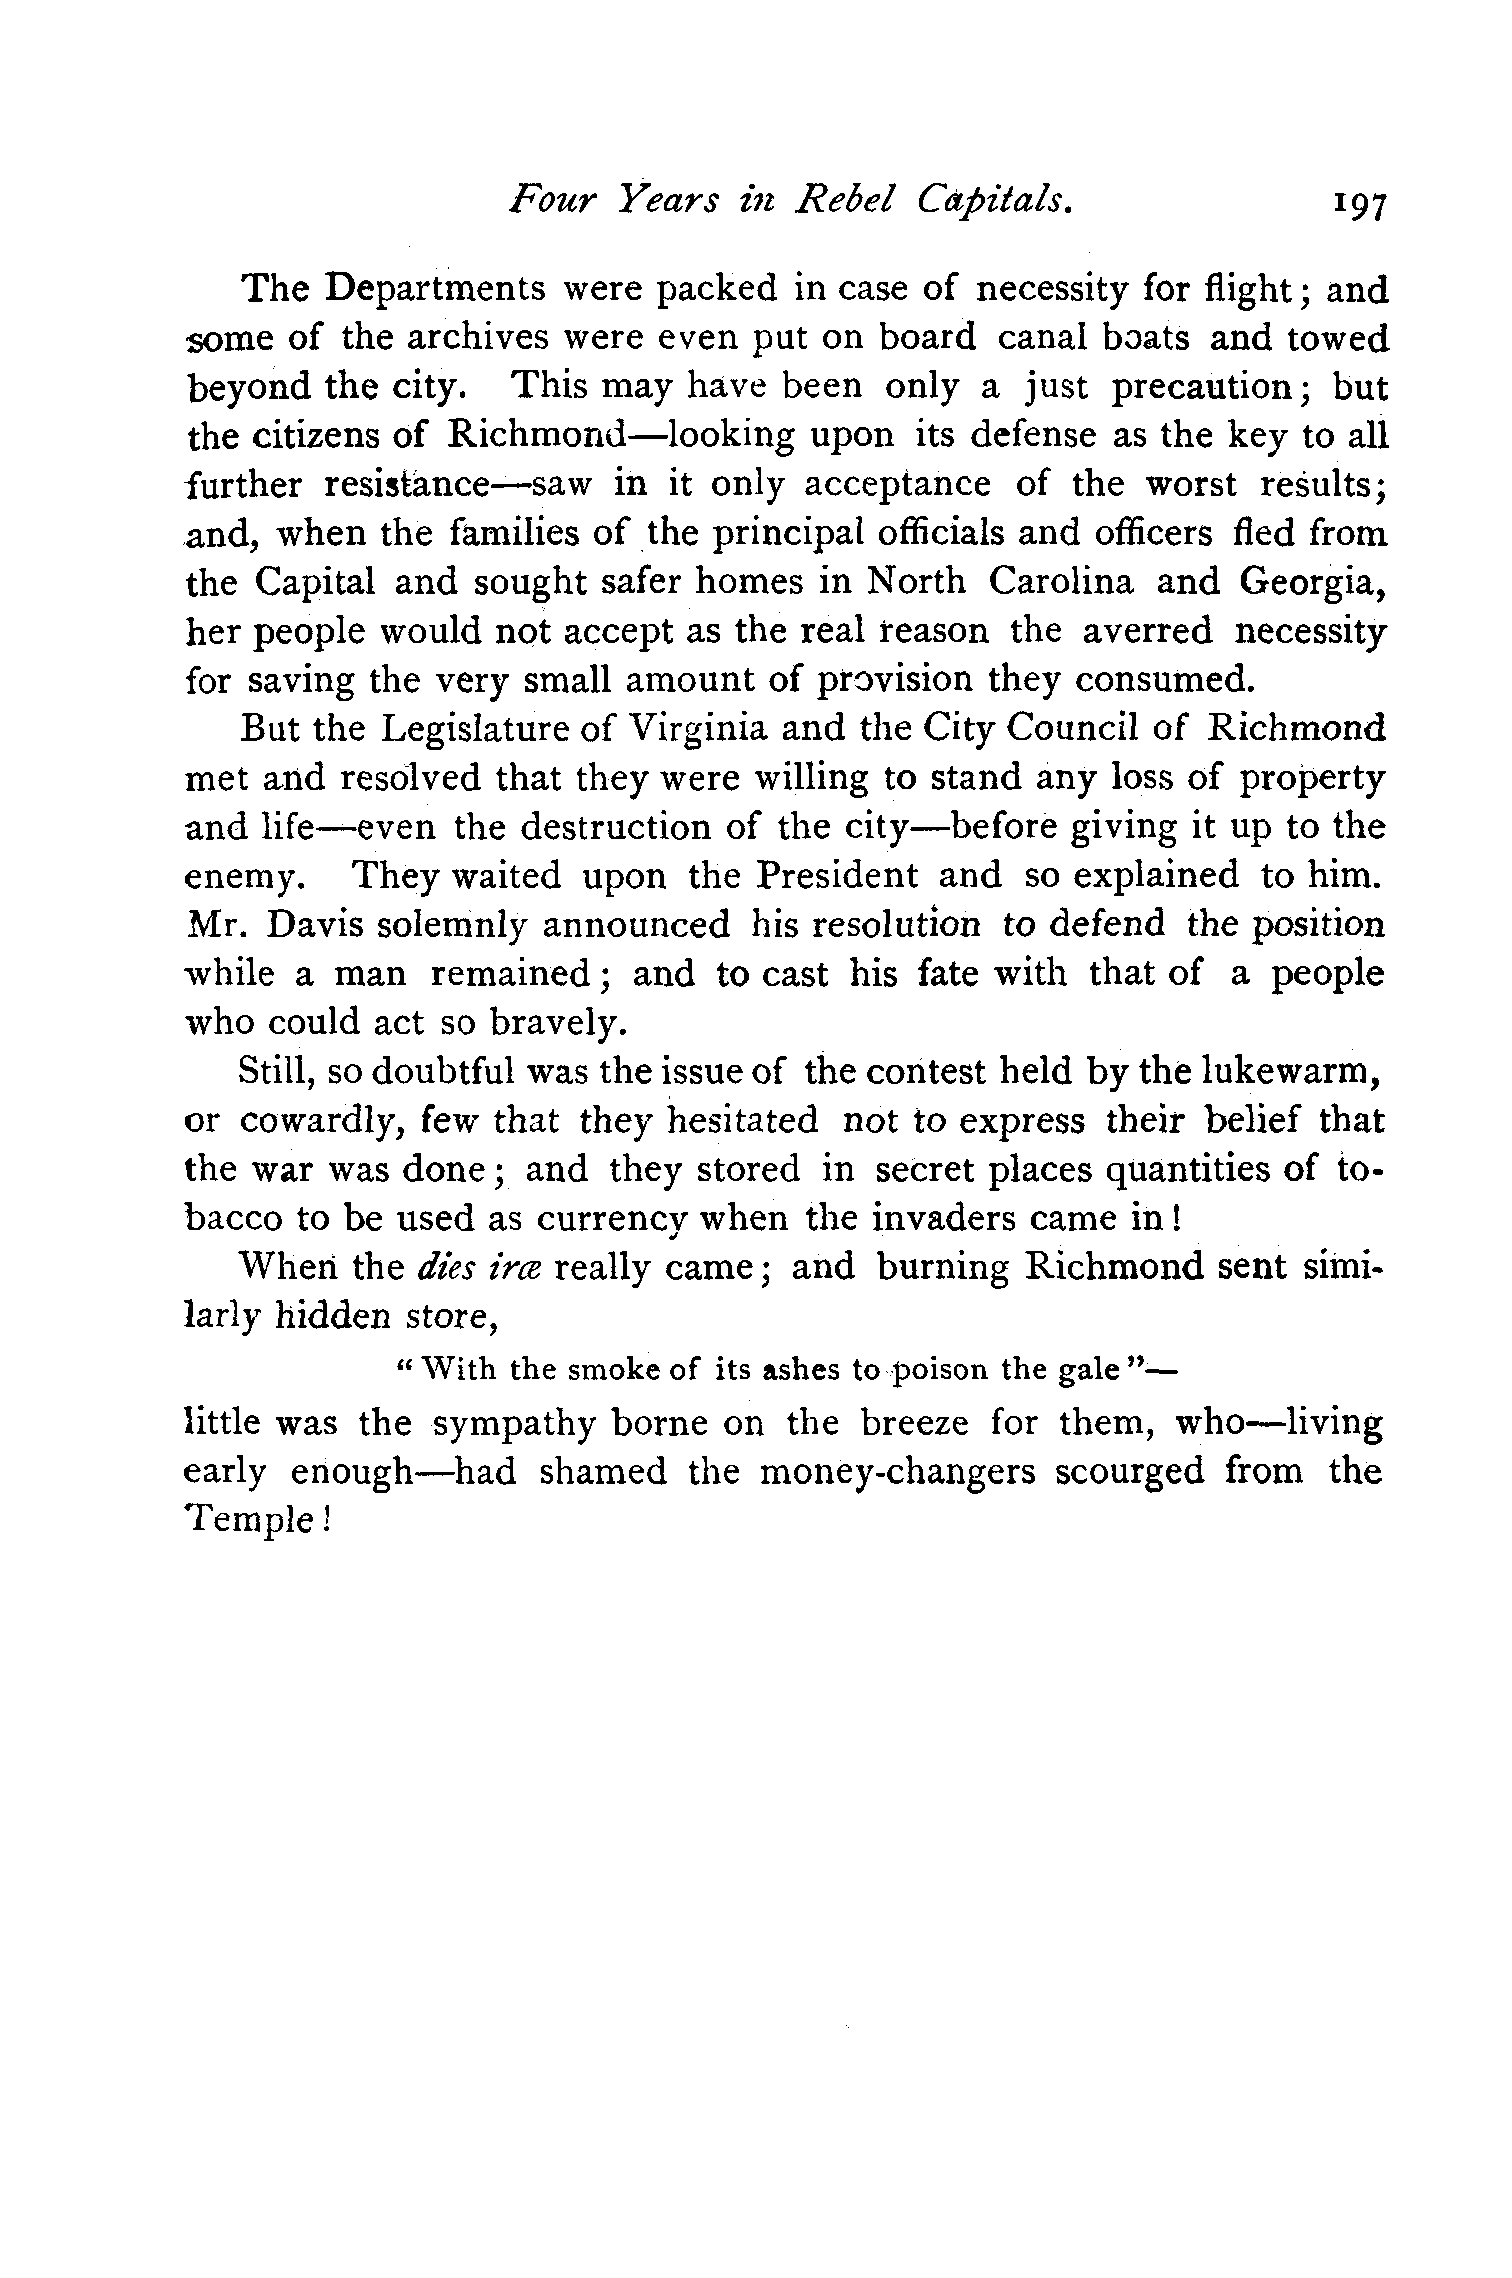 Four Years in Rebel Capitals. 197
The Departments were packed in case of necessity for flight; and
some of the archives were even put on board canal boats and towed
beyond the city. This may have been only a just precaution; but
the citizens of Richmond—looking upon its defense as the key to all
further resistance—saw in it only acceptance of the worst results;
and, when the families of the principal officials and officers fled from
the Capital and sought safer homes in North Carolina and Georgia,
her people would not accept as the real reason the averred necessity
for saving the very small amount of provision they consumed.
But the Legislature of Virginia and the City Council of Richmond
met and resolved that they were willing to stand any loss of property
and life—even the destruction of the city—before giving it up to the
enemy. They waited upon the President and so explained to him.
Mr. Davis solemnly announced his resolution to defend the position
while a man remained; and to cast his fate with that of a people
who could act so bravely.
Still, so doubtful was the issue of the contest held by the lukewarm,
or cowardly, few that they hesitated not to express their belief that
the war was done; and they stored in secret places quantities of to-
bacco to be used as currency when the invaders came in!
When the dies iræ really came; and burning Richmond sent simi-
larly hidden store,
"With the smoke of its ashes to poison the gale"—
little was the sympathy borne on the breeze for them, who—living
early enough—had shamed the money-changers scourged from the
Temple!